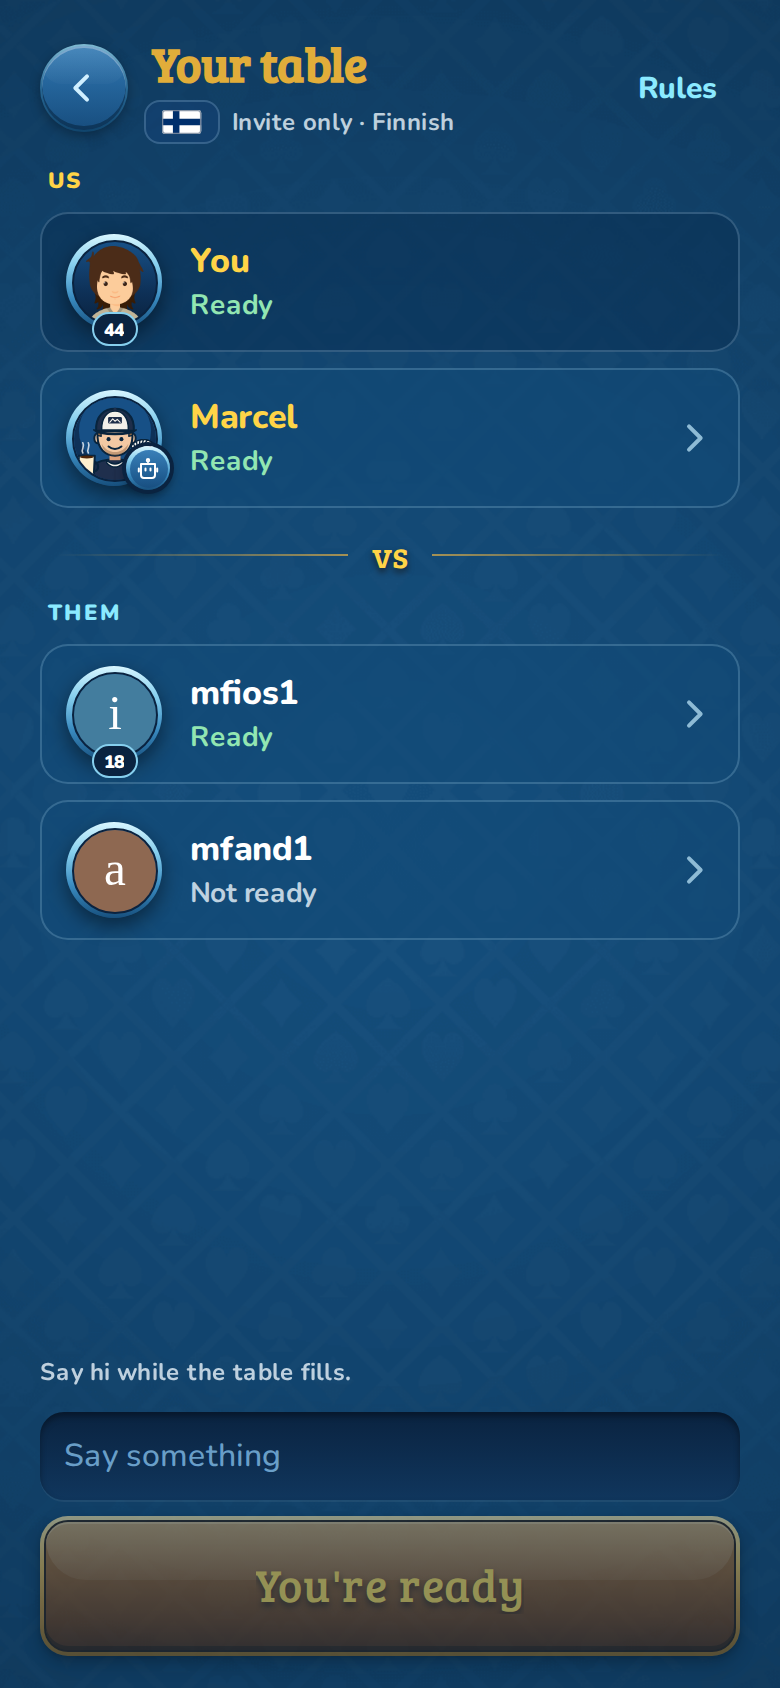 Your table
Rules
Invite only · Finnish
US
You
Ready
44
Marcel
Ready
VS
THEM
i
mfios1
Ready
18
a
mfand1
Not ready
Say hi while the table fills.
Say something
You're ready